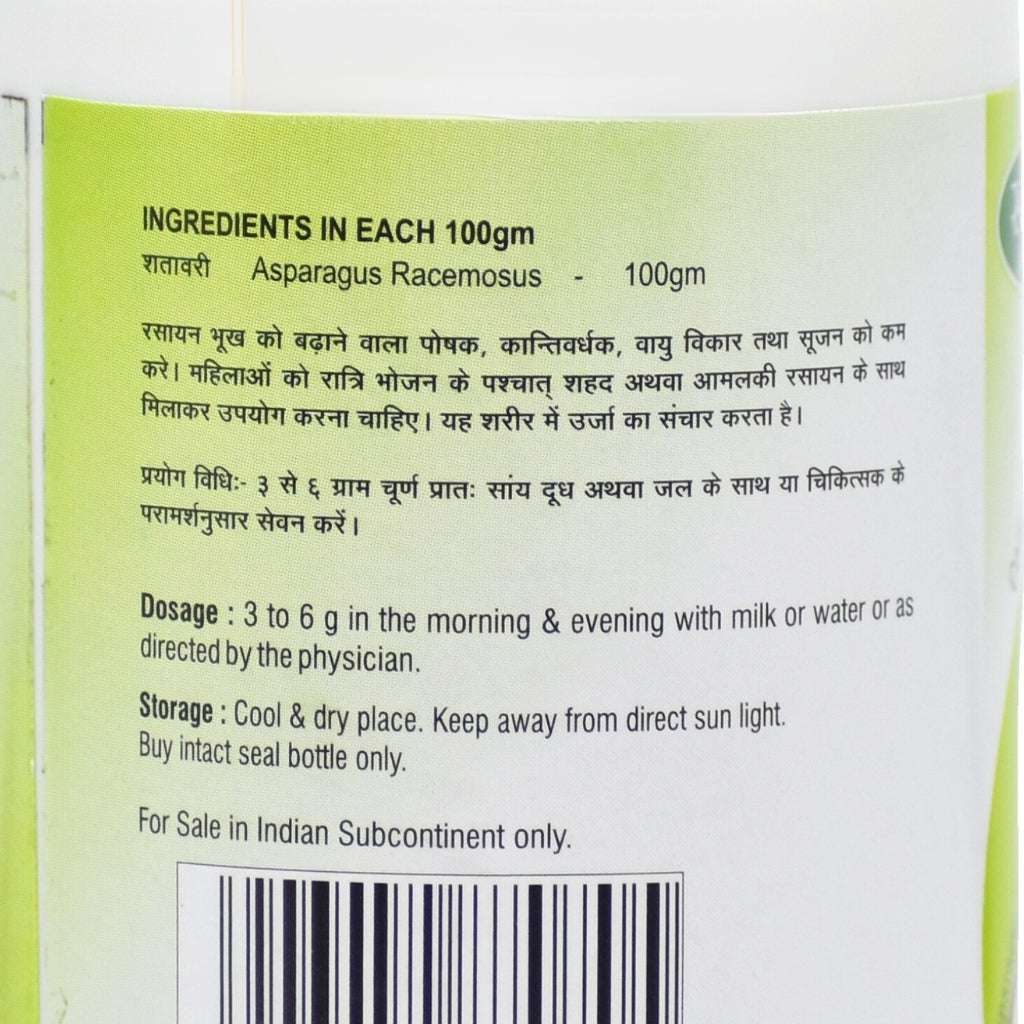 INGREDIENTS IN EACH 100gm
शतावरी Asparagus Racemosus - 100gm
रसायन भूख को बढ़ाने वाला पोषक, कान्तिवर्धक, वायु विकार तथा सूजन को कम
करे। महिलाओं को रात्रि भोजन के पश्चात् शहद अथवा आमलकी रसायन के साथ
मिलाकर उपयोग करना चाहिए। यह शरीर में उर्जा का संचार करता है।
प्रयोग विधिः- ३ से ६ ग्राम चूर्ण प्रातः सांय दूध अथवा जल के साथ या चिकित्सक के
परामर्शनुसार सेवन करें।
Dosage : 3 to 6 g in the morning & evening with milk or water or as
directed by the physician.
Storage : Cool & dry place. Keep away from direct sun light.
Buy intact seal bottle only.
For Sale in Indian Subcontinent only.